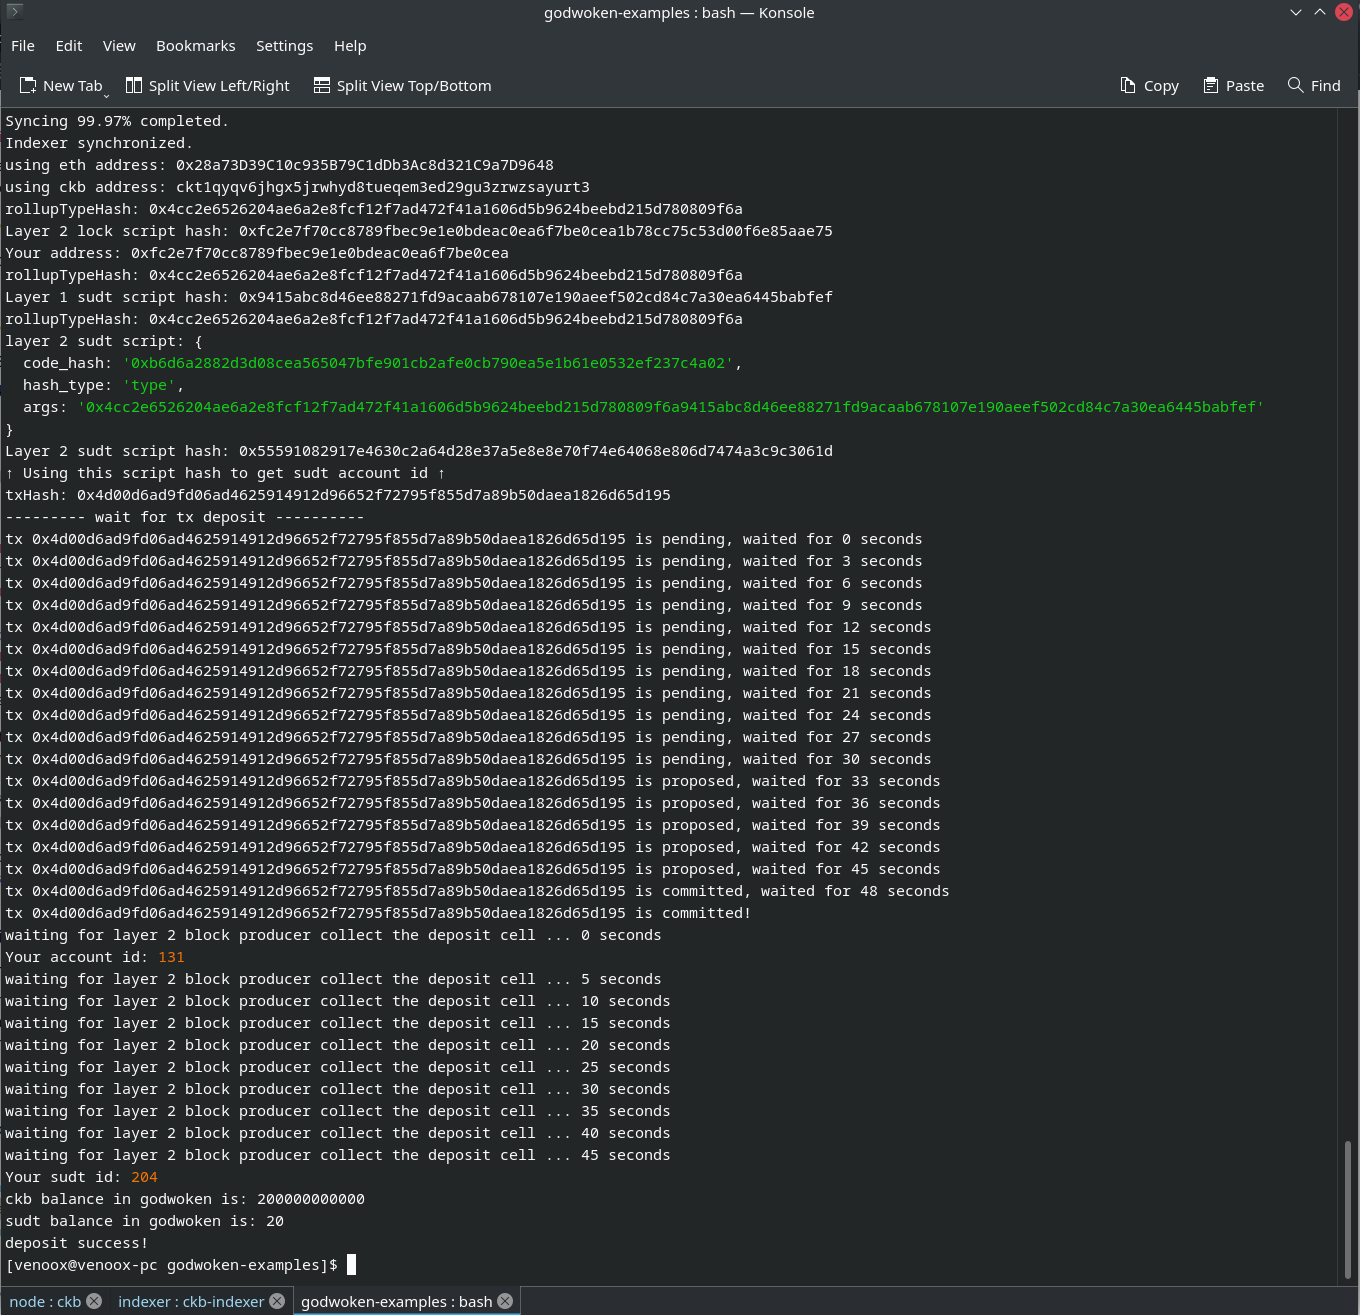 godwoken-examples : bash — Konsole
File Edit View Bookmarks Settings Help
New Tab Split View Left/Right Split View Top/Bottom Copy Paste Find
Syncing 99.97% completed.
Indexer synchronized.
using eth address: 0x28a73D39C10c935B79C1dDb3Ac8d321C9a7D9648
using ckb address: ckt1qyqv6jhgx5jrwhyd8tueqem3ed29gu3zrwzsayurt3
rollupTypeHash: 0x4cc2e6526204ae6a2e8fcf12f7ad472f41a1606d5b9624beebd215d780809f6a
Layer 2 lock script hash: 0xfc2e7f70cc8789fbec9e1e0bdeac0ea6f7be0cea1b78cc75c53d00f6e85aae75
Your address: 0xfc2e7f70cc8789fbec9e1e0bdeac0ea6f7be0cea
rollupTypeHash: 0x4cc2e6526204ae6a2e8fcf12f7ad472f41a1606d5b9624beebd215d780809f6a
Layer 1 sudt script hash: 0x9415abc8d46ee88271fd9acaab678107e190aeef502cd84c7a30ea6445babfef
rollupTypeHash: 0x4cc2e6526204ae6a2e8fcf12f7ad472f41a1606d5b9624beebd215d780809f6a
layer 2 sudt script: {
  code_hash: '0xb6d6a2882d3d08cea565047bfe901cb2afe0cb790ea5e1b61e0532ef237c4a02',
  hash_type: 'type',
  args: '0x4cc2e6526204ae6a2e8fcf12f7ad472f41a1606d5b9624beebd215d780809f6a9415abc8d46ee88271fd9acaab678107e190aeef502cd84c7a30ea6445babfef'
}
Layer 2 sudt script hash: 0x55591082917e4630c2a64d28e37a5e8e8e70f74e64068e806d7474a3c9c3061d
↑ Using this script hash to get sudt account id ↑
txHash: 0x4d00d6ad9fd06ad4625914912d96652f72795f855d7a89b50daea1826d65d195
--------- wait for tx deposit ----------
tx 0x4d00d6ad9fd06ad4625914912d96652f72795f855d7a89b50daea1826d65d195 is pending, waited for 0 seconds
tx 0x4d00d6ad9fd06ad4625914912d96652f72795f855d7a89b50daea1826d65d195 is pending, waited for 3 seconds
tx 0x4d00d6ad9fd06ad4625914912d96652f72795f855d7a89b50daea1826d65d195 is pending, waited for 6 seconds
tx 0x4d00d6ad9fd06ad4625914912d96652f72795f855d7a89b50daea1826d65d195 is pending, waited for 9 seconds
tx 0x4d00d6ad9fd06ad4625914912d96652f72795f855d7a89b50daea1826d65d195 is pending, waited for 12 seconds
tx 0x4d00d6ad9fd06ad4625914912d96652f72795f855d7a89b50daea1826d65d195 is pending, waited for 15 seconds
tx 0x4d00d6ad9fd06ad4625914912d96652f72795f855d7a89b50daea1826d65d195 is pending, waited for 18 seconds
tx 0x4d00d6ad9fd06ad4625914912d96652f72795f855d7a89b50daea1826d65d195 is pending, waited for 21 seconds
tx 0x4d00d6ad9fd06ad4625914912d96652f72795f855d7a89b50daea1826d65d195 is pending, waited for 24 seconds
tx 0x4d00d6ad9fd06ad4625914912d96652f72795f855d7a89b50daea1826d65d195 is pending, waited for 27 seconds
tx 0x4d00d6ad9fd06ad4625914912d96652f72795f855d7a89b50daea1826d65d195 is pending, waited for 30 seconds
tx 0x4d00d6ad9fd06ad4625914912d96652f72795f855d7a89b50daea1826d65d195 is proposed, waited for 33 seconds
tx 0x4d00d6ad9fd06ad4625914912d96652f72795f855d7a89b50daea1826d65d195 is proposed, waited for 36 seconds
tx 0x4d00d6ad9fd06ad4625914912d96652f72795f855d7a89b50daea1826d65d195 is proposed, waited for 39 seconds
tx 0x4d00d6ad9fd06ad4625914912d96652f72795f855d7a89b50daea1826d65d195 is proposed, waited for 42 seconds
tx 0x4d00d6ad9fd06ad4625914912d96652f72795f855d7a89b50daea1826d65d195 is proposed, waited for 45 seconds
tx 0x4d00d6ad9fd06ad4625914912d96652f72795f855d7a89b50daea1826d65d195 is committed, waited for 48 seconds
tx 0x4d00d6ad9fd06ad4625914912d96652f72795f855d7a89b50daea1826d65d195 is committed!
waiting for layer 2 block producer collect the deposit cell ... 0 seconds
Your account id: 131
waiting for layer 2 block producer collect the deposit cell ... 5 seconds
waiting for layer 2 block producer collect the deposit cell ... 10 seconds
waiting for layer 2 block producer collect the deposit cell ... 15 seconds
waiting for layer 2 block producer collect the deposit cell ... 20 seconds
waiting for layer 2 block producer collect the deposit cell ... 25 seconds
waiting for layer 2 block producer collect the deposit cell ... 30 seconds
waiting for layer 2 block producer collect the deposit cell ... 35 seconds
waiting for layer 2 block producer collect the deposit cell ... 40 seconds
waiting for layer 2 block producer collect the deposit cell ... 45 seconds
Your sudt id: 204
ckb balance in godwoken is: 200000000000
sudt balance in godwoken is: 20
deposit success!
[venoox@venoox-pc godwoken-examples]$
node : ckb indexer : ckb-indexer godwoken-examples : bash